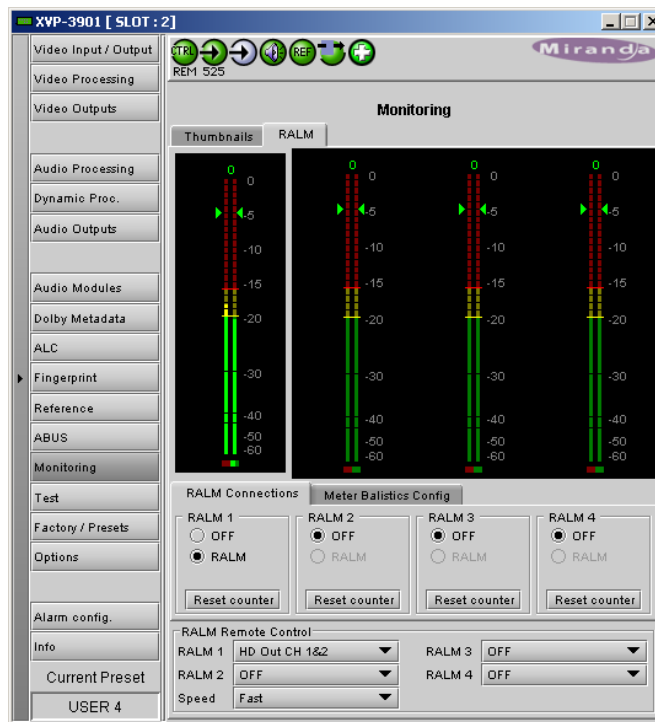 XVP-3901 [ SLOT : 2]
Video Input / Output
Video Processing
Video Outputs
Audio Processing
Dynamic Proc.
Audio Outputs
Audio Modules
Dolby Metadata
ALC
Fingerprint
Reference
ABUS
Monitoring
Test
Factory / Presets
Options
Alarm config.
Info
Current Preset
USER 4
CTRL REF
REM 525
Miranda
Monitoring
Thumbnails RALM
0 0 0 0
0 0 0 0
-5 -5 -5 -5
-10 -10 -10 -10
-15 -15 -15 -15
-20 -20 -20 -20
-30 -30 -30 -30
-40 -40 -40 -40
-50 -50 -50 -50
-60 -60 -60 -60
RALM Connections Meter Balistics Config
RALM 1 RALM 2 RALM 3 RALM 4
OFF OFF OFF OFF
RALM RALM RALM RALM
Reset counter Reset counter Reset counter Reset counter
RALM Remote Control
RALM 1 HD Out CH 1&2 RALM 3 OFF
RALM 2 OFF RALM 4 OFF
Speed Fast